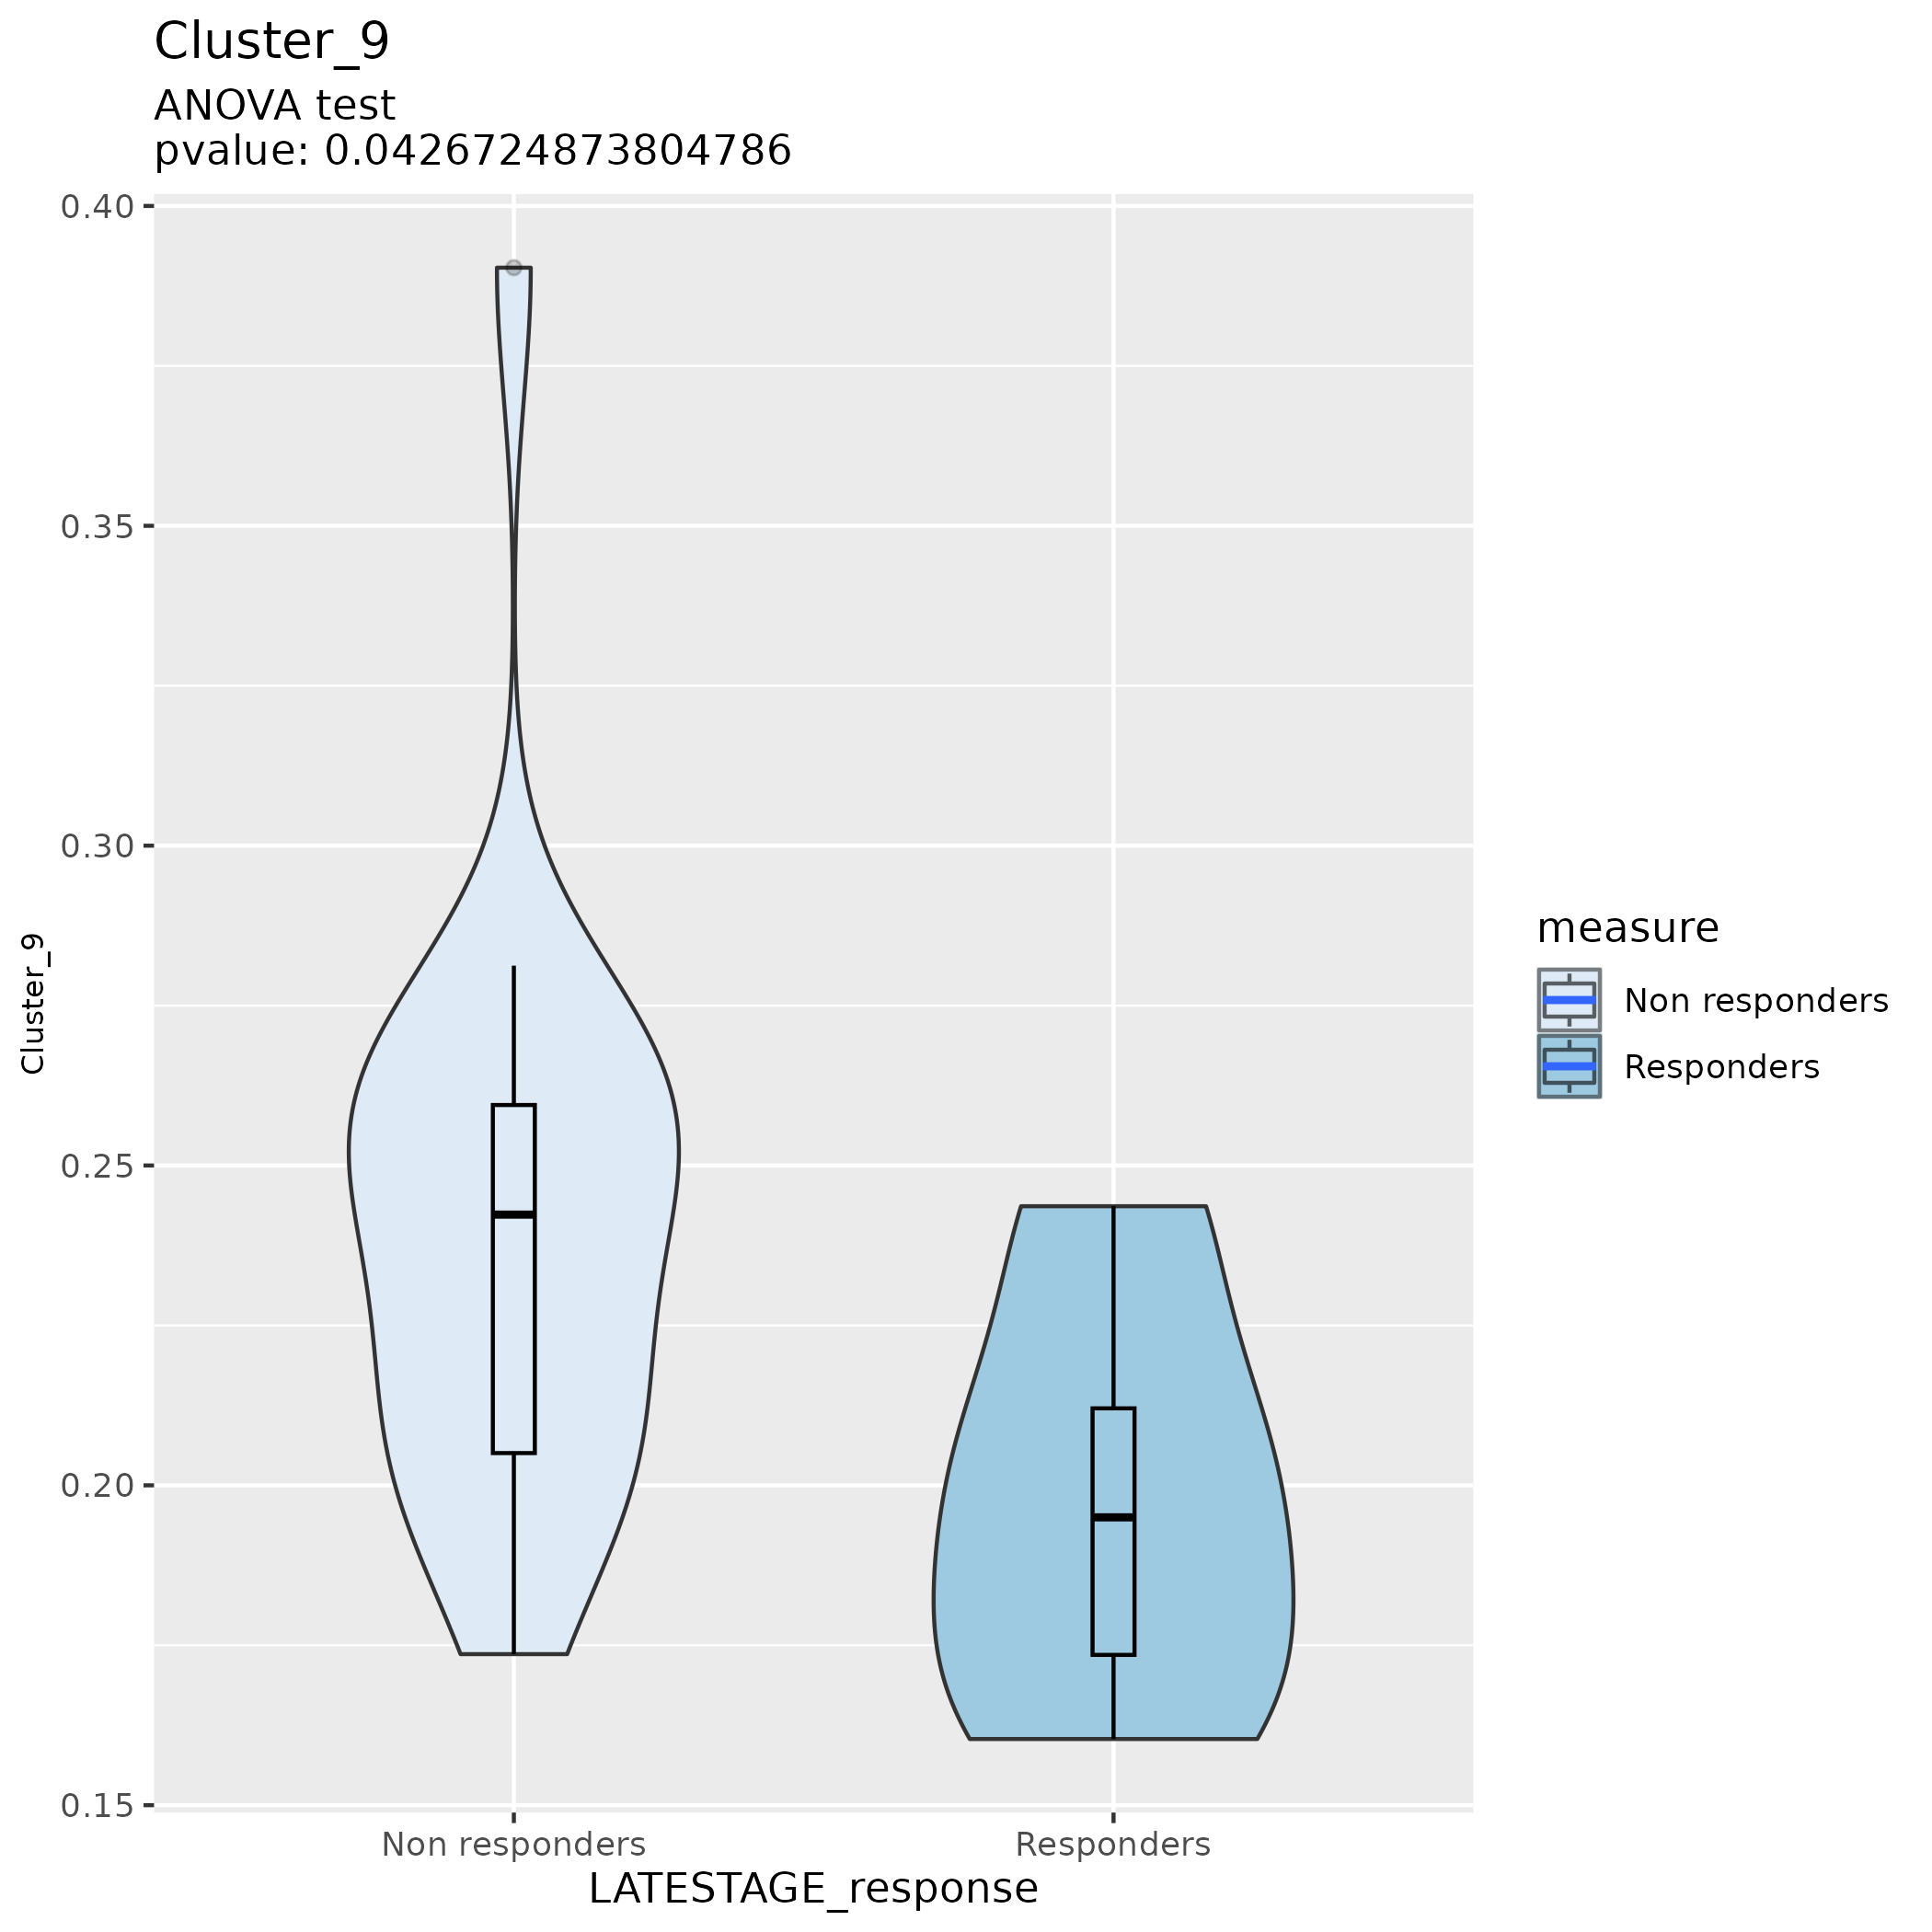 Cluster_9
ANOVA test
pvalue: 0.0426724873804786
0.40
0.35
0.30
0.25
0.20
0.15
Cluster_9
Non responders
Responders
LATESTAGE_response
measure
Non responders
Responders